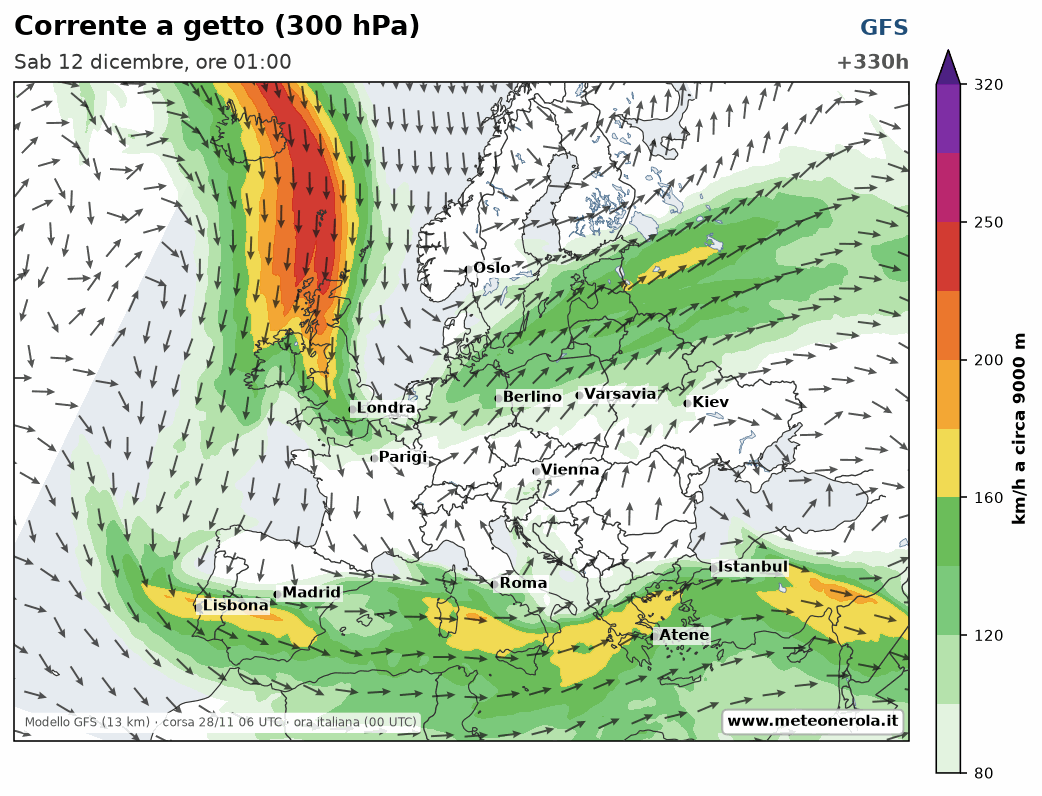 Corrente a getto (300 hPa)
GFS
Sab 12 dicembre, ore 01:00
+330h
320
250
200
160
120
80
km/h a circa 9000 m
Oslo
Londra
Berlino
Varsavia
Kiev
Parigi
Vienna
Istanbul
Roma
Madrid
Lisbona
Atene
Modello GFS (13 km) · corsa 28/11 06 UTC · ora italiana (00 UTC)
www.meteonerola.it